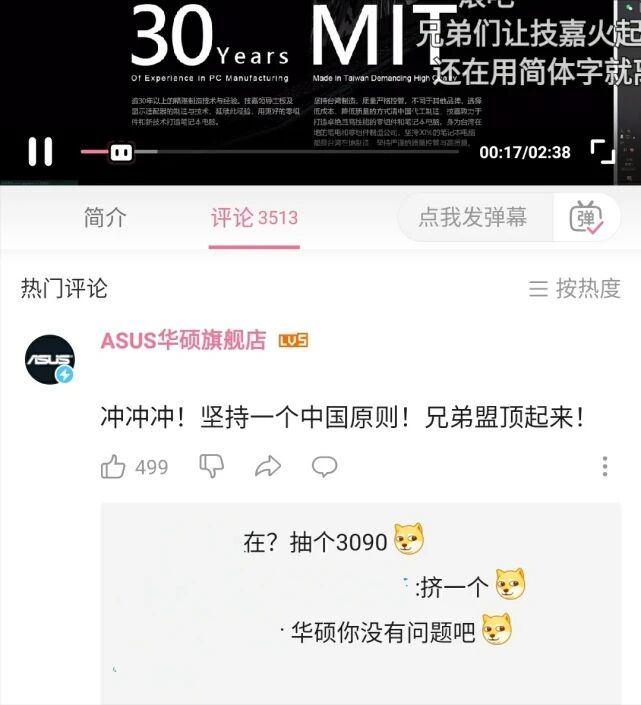 滚吧
30 Years
MIT
兄弟们让技嘉火起
Of Experience in PC Manufacturing
Made In Taiwan Demanding High Quality
还在用简体字就离
00:17/02:38
简介
评论 3513
点我发弹幕
弹
热门评论
按热度
ASUS华硕旗舰店 LV5
ASUS
冲冲冲！坚持一个中国原则！兄弟盟顶起来！
499
在？抽个3090
:挤一个
华硕你没有问题吧